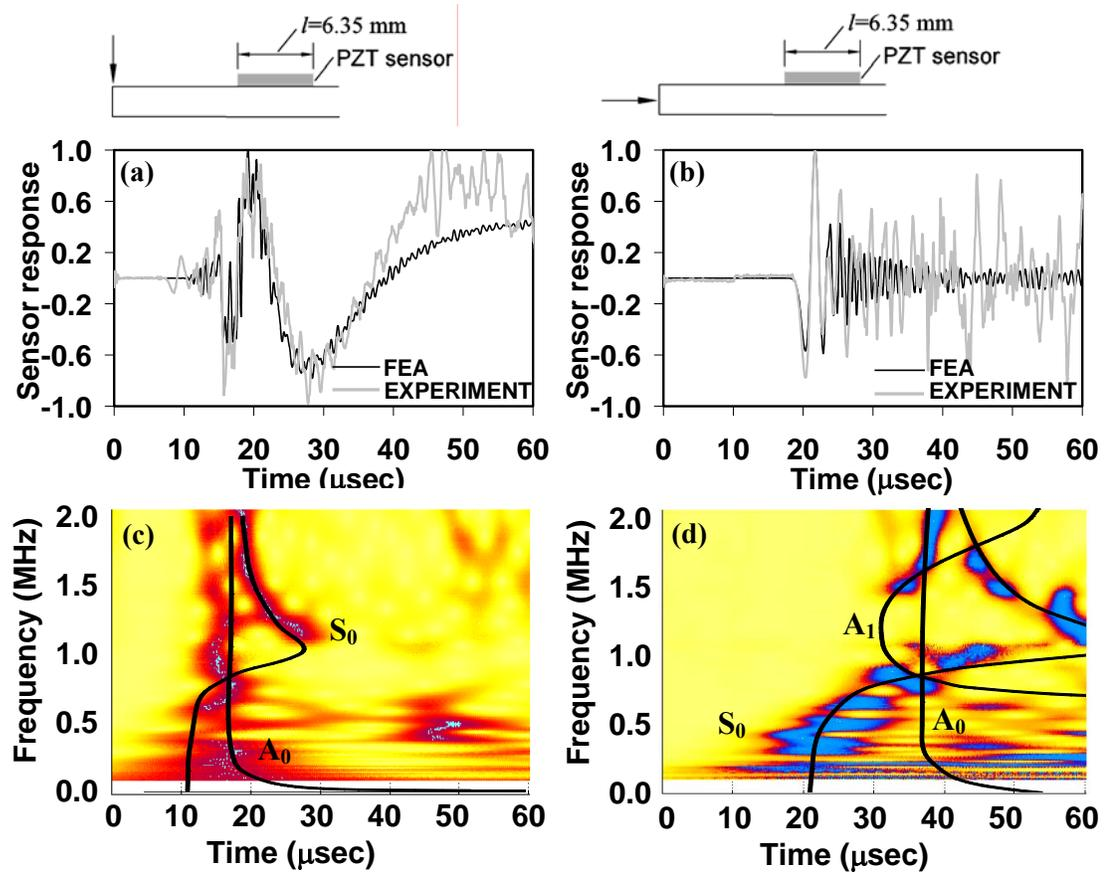 l=6.35 mm
PZT sensor
l=6.35 mm
PZT sensor
(a)
Sensor response
1.0
0.6
0.2
-0.2
-0.6
-1.0
FEA
EXPERIMENT
0 10 20 30 40 50 60
Time (μsec)
(b)
Sensor response
1.0
0.6
0.2
-0.2
-0.6
-1.0
FEA
EXPERIMENT
0 10 20 30 40 50 60
Time (μsec)
(c)
Frequency (MHz)
2.0
1.5
1.0
0.5
0.0
S0
A0
0 10 20 30 40 50 60
Time (μsec)
(d)
Frequency (MHz)
2.0
1.5
1.0
0.5
0.0
A1
S0
A0
0 10 20 30 40 50 60
Time (μsec)